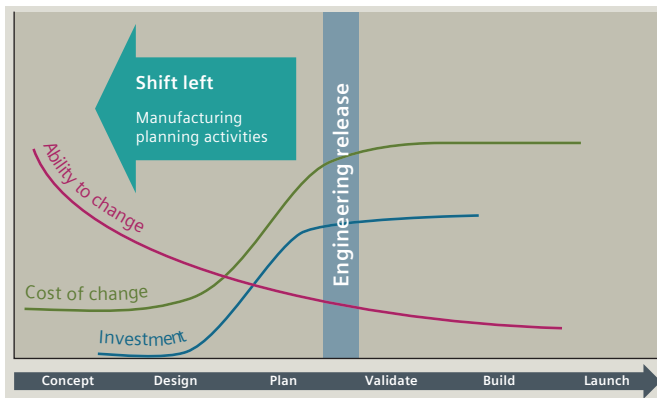 Shift left
Manufacturing
planning activities
Engineering release
Ability to change
Cost of change
Investment
Concept
Design
Plan
Validate
Build
Launch